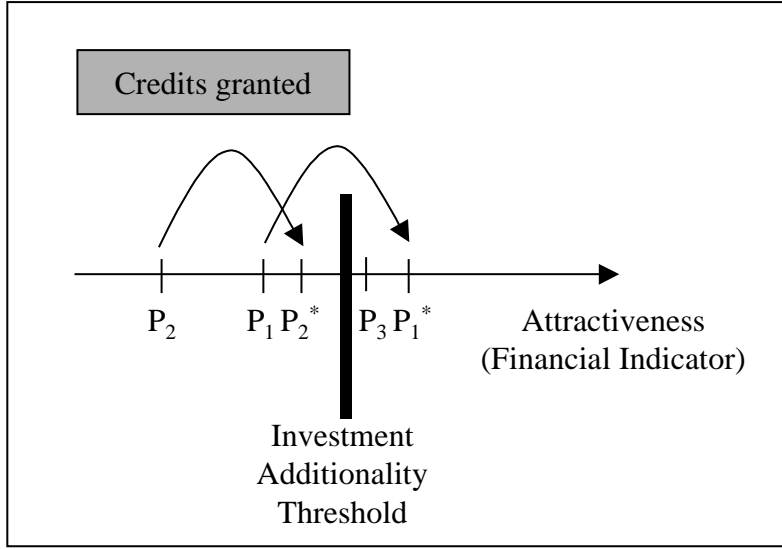 Credits granted
P₂ P₁ P₂* P₃ P₁*
Attractiveness
(Financial Indicator)
Investment
Additionality
Threshold